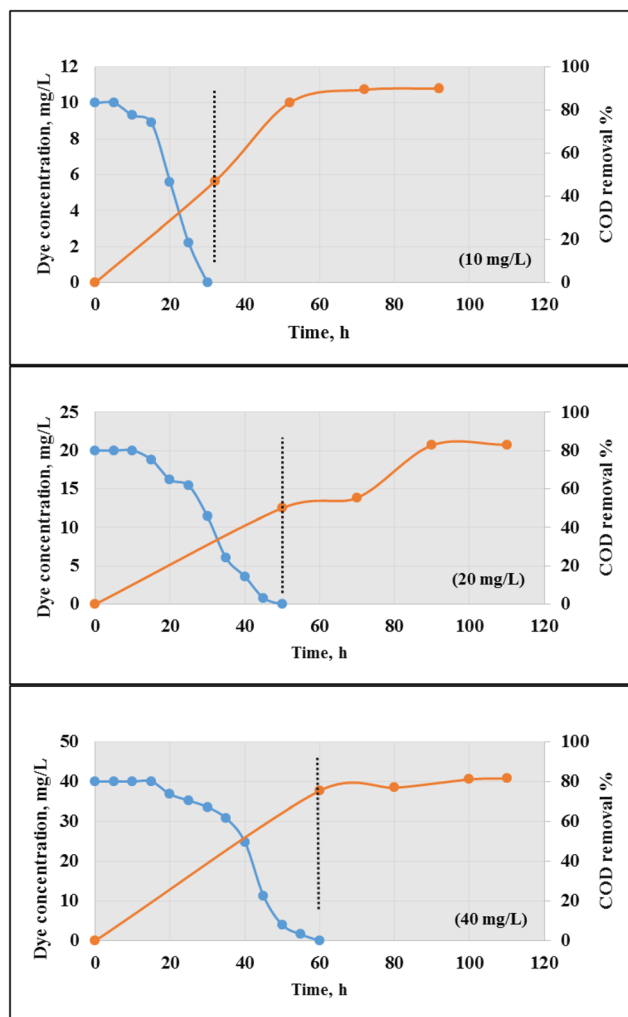 12 100
10 80
8 60
6
4 40
2 20
0 0
Dye concentration, mg/L
COD removal %
(10 mg/L)
0 20 40 60 80 100 120
Time, h
25 100
20 80
15 60
10 40
5 20
0 0
Dye concentration, mg/L
COD removal %
(20 mg/L)
0 20 40 60 80 100 120
Time, h
50 100
40 80
30 60
20 40
10 20
0 0
Dye concentration, mg/L
COD removal %
(40 mg/L)
0 20 40 60 80 100 120
Time, h